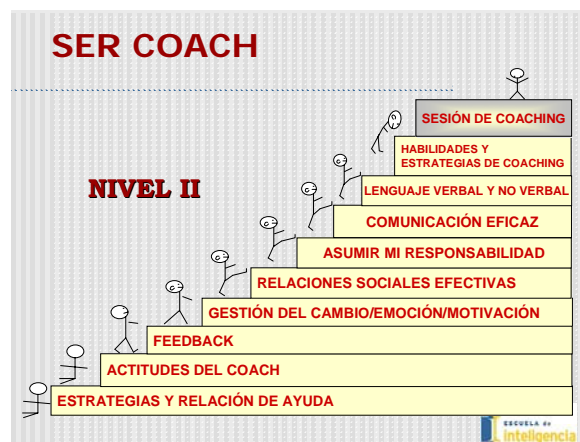 SER COACH
SESIÓN DE COACHING
HABILIDADES Y
ESTRATEGIAS DE COACHING
NIVEL II
LENGUAJE VERBAL Y NO VERBAL
COMUNICACIÓN EFICAZ
ASUMIR MI RESPONSABILIDAD
RELACIONES SOCIALES EFECTIVAS
GESTIÓN DEL CAMBIO/EMOCIÓN/MOTIVACIÓN
FEEDBACK
ACTITUDES DEL COACH
ESTRATEGIAS Y RELACIÓN DE AYUDA
ESCUELA de
inteligencia